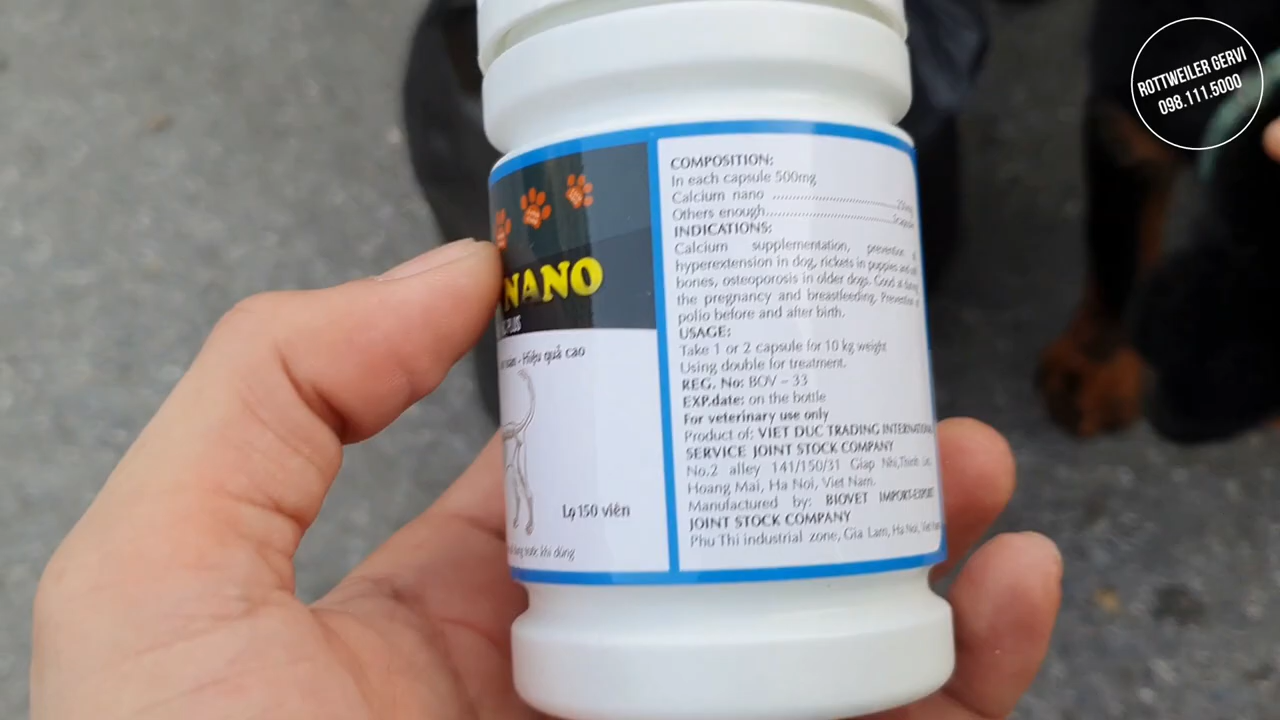 ROTTWEILER GERVI
098.111.5000
NANO
PLUS
- Hiệu quả cao
Lọ 150 viên
khi dùng
COMPOSITION:
In each capsule 500mg
Calcium nano
Others enough
INDICATIONS:
Calcium supplementation, prevention
hyperextension in dog, rickets in puppies and
bones, osteoporosis in older dogs. Good
the pregnancy and breastfeeding. Prevention of
polio before and after birth.
USAGE:
Take 1 or 2 capsule for 10 kg weight
Using double for treatment.
REG. No: BOV – 33
EXP.date: on the bottle
For veterinary use only
Product of: VIET DUC TRADING INTERNATIONAL
SERVICE JOINT STOCK COMPANY
No.2 alley 141/150/31 Giap Nhi,Thinh
Hoang Mai, Ha Noi, Viet Nam.
Manufactured by: BIOVET IMPORT-EXPORT
JOINT STOCK COMPANY
Phu Thi industrial zone, Gia Lam, Ha Noi,